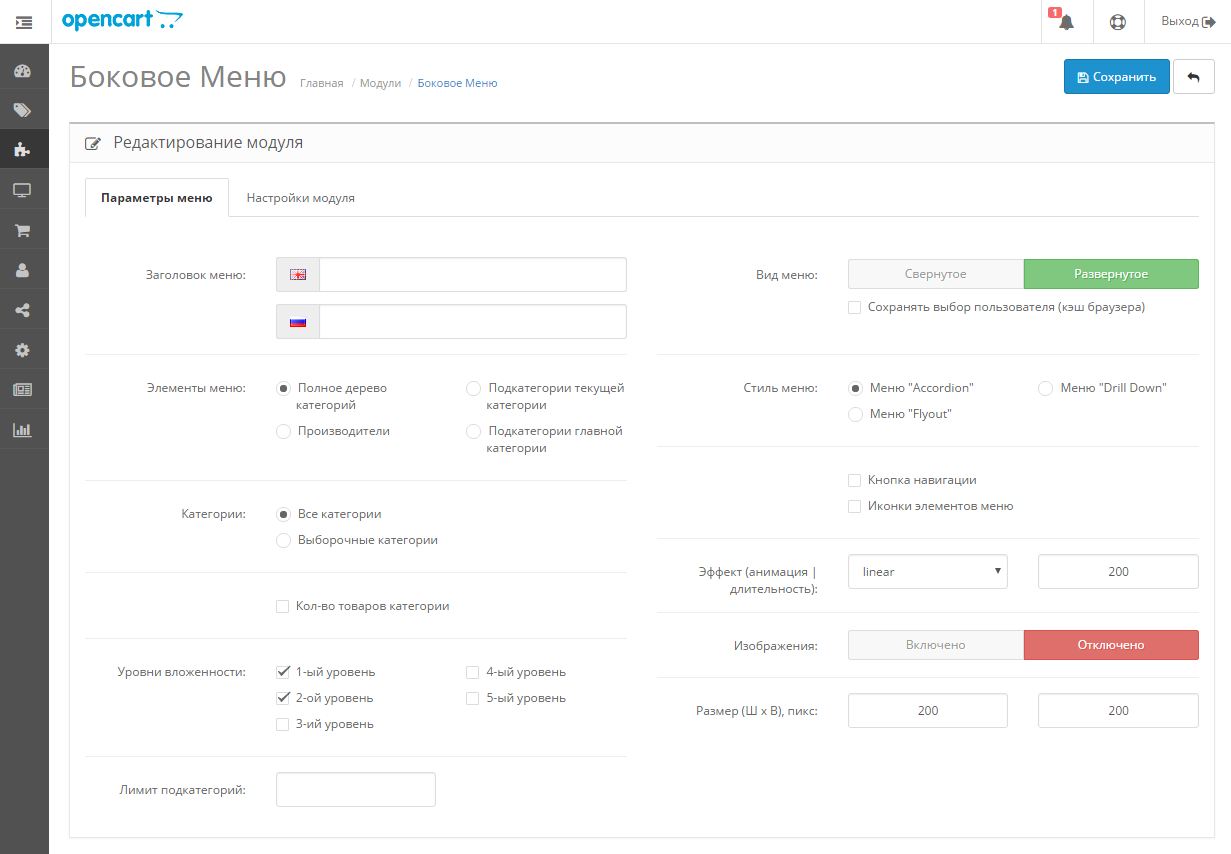 opencart
1
Выход
Боковое Меню
Главная / Модули / Боковое Меню
Сохранить
Редактирование модуля
Параметры меню
Настройки модуля
Заголовок меню:
Элементы меню:
Полное дерево
категорий
Подкатегории текущей
категории
Производители
Подкатегории главной
категории
Категории:
Все категории
Выборочные категории
Кол-во товаров категории
Уровни вложенности:
1-ый уровень
4-ый уровень
2-ой уровень
5-ый уровень
3-ий уровень
Лимит подкатегорий:
Вид меню:
Свернутое
Развернутое
Сохранять выбор пользователя (кэш браузера)
Стиль меню:
Меню "Accordion"
Меню "Drill Down"
Меню "Flyout"
Кнопка навигации
Иконки элементов меню
Эффект (анимация |
длительность):
linear
200
Изображения:
Включено
Отключено
Размер (Ш x В), пикс:
200
200